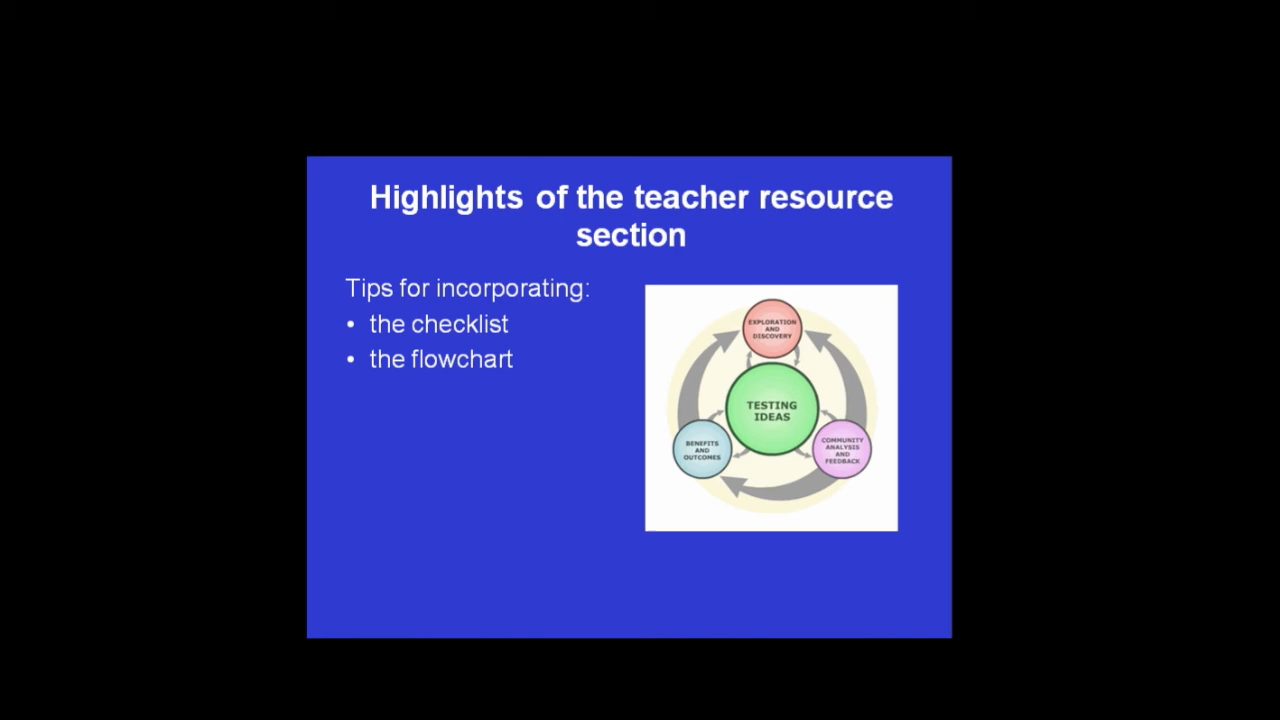 Highlights of the teacher resource
section
Tips for incorporating:
• the checklist
• the flowchart
EXPLORATION
AND
DISCOVERY
TESTING
IDEAS
BENEFITS
AND
OUTCOMES
COMMUNITY
ANALYSIS
AND
FEEDBACK